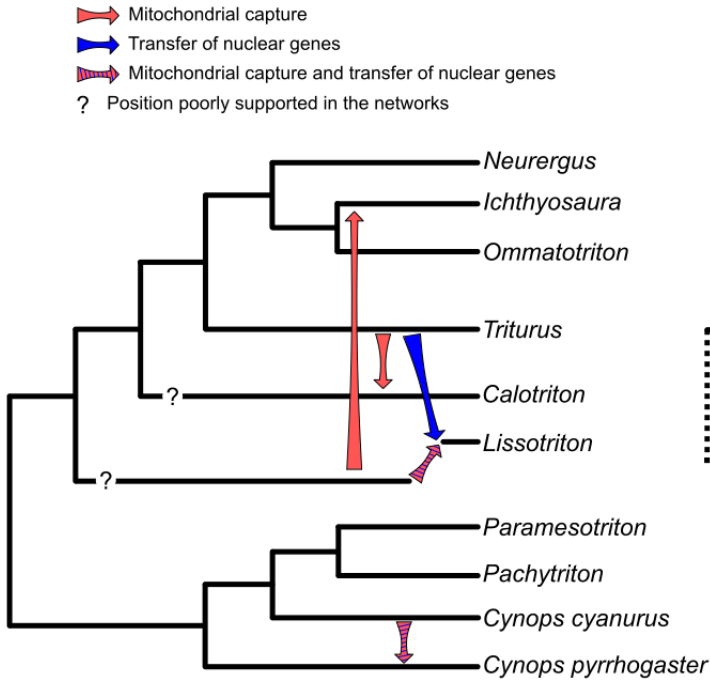 Mitochondrial capture
Transfer of nuclear genes
Mitochondrial capture and transfer of nuclear genes
? Position poorly supported in the networks
Neurergus
Ichthyosaura
Ommatotriton
Triturus
?
Calotriton
Lissotriton
?
Paramesotriton
Pachytriton
Cynops cyanurus
Cynops pyrrhogaster